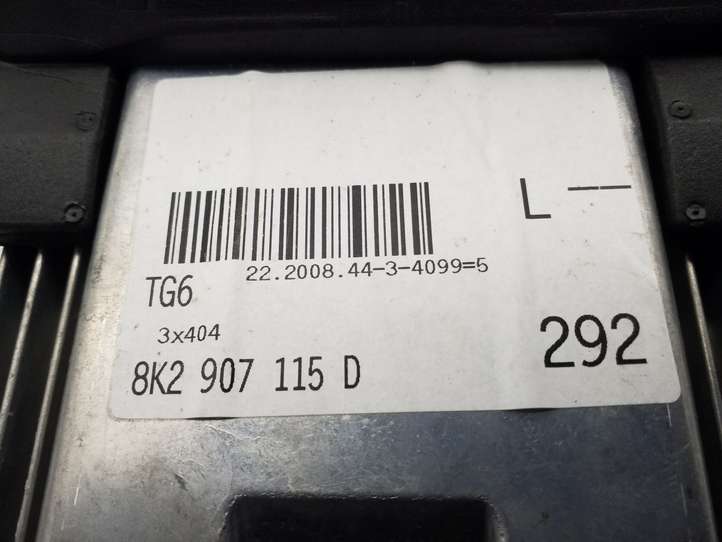 L --
22.2008.44-3-4099=5
TG6
3x404
292
8K2 907 115 D